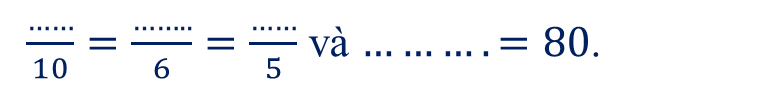 ……/10 = …..…/6 = ……/5 và … … … . = 80.